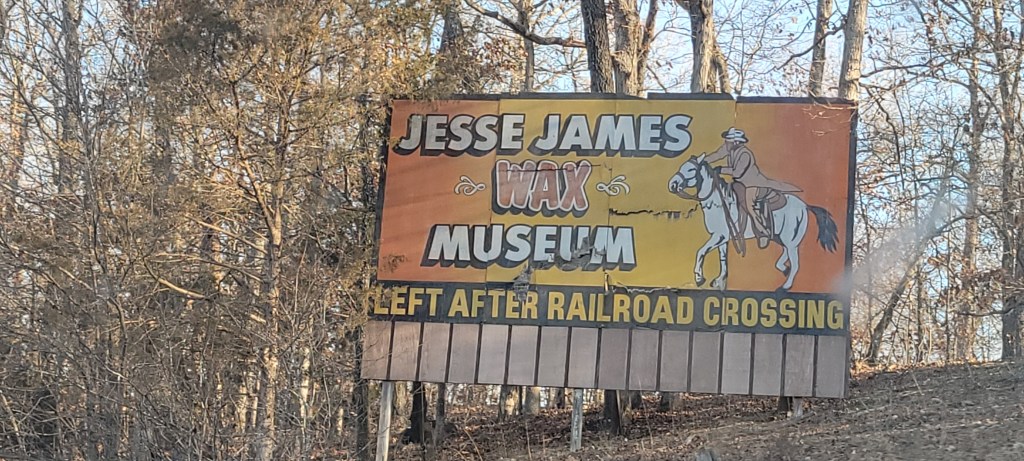 JESSE JAMES
WAX
MUSEUM
LEFT AFTER RAILROAD CROSSING